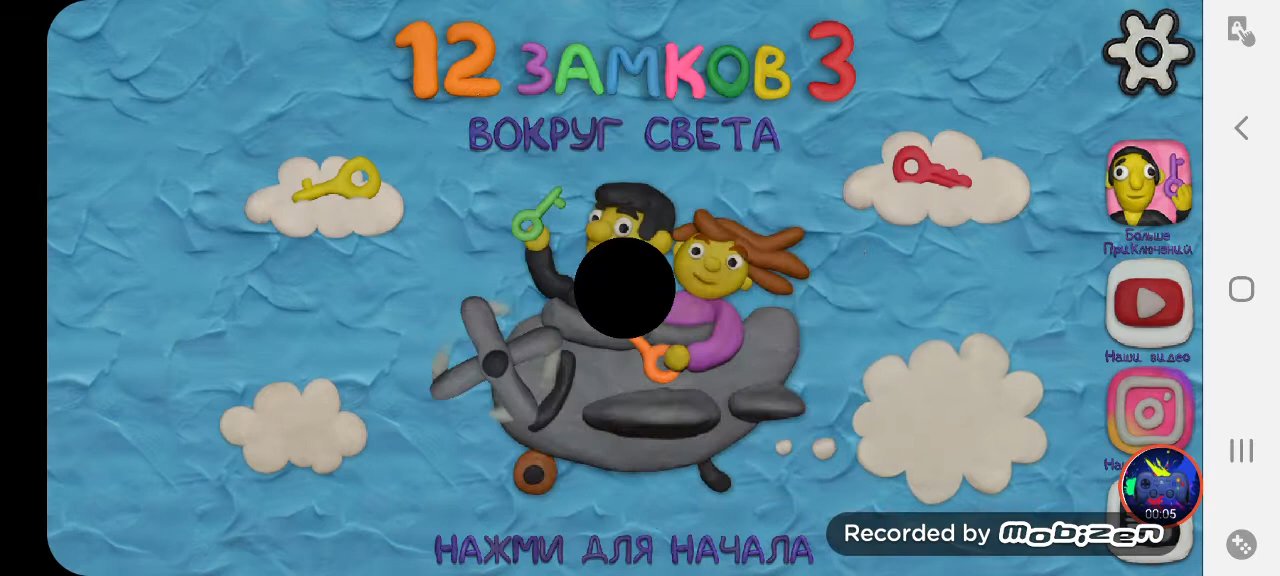 12 ЗАМКОВ 3
ВОКРУГ СВЕТА
Больше
Приключений
Наши видео
00:05
Recorded by mobizen
НАЖМИ ДЛЯ НАЧАЛА